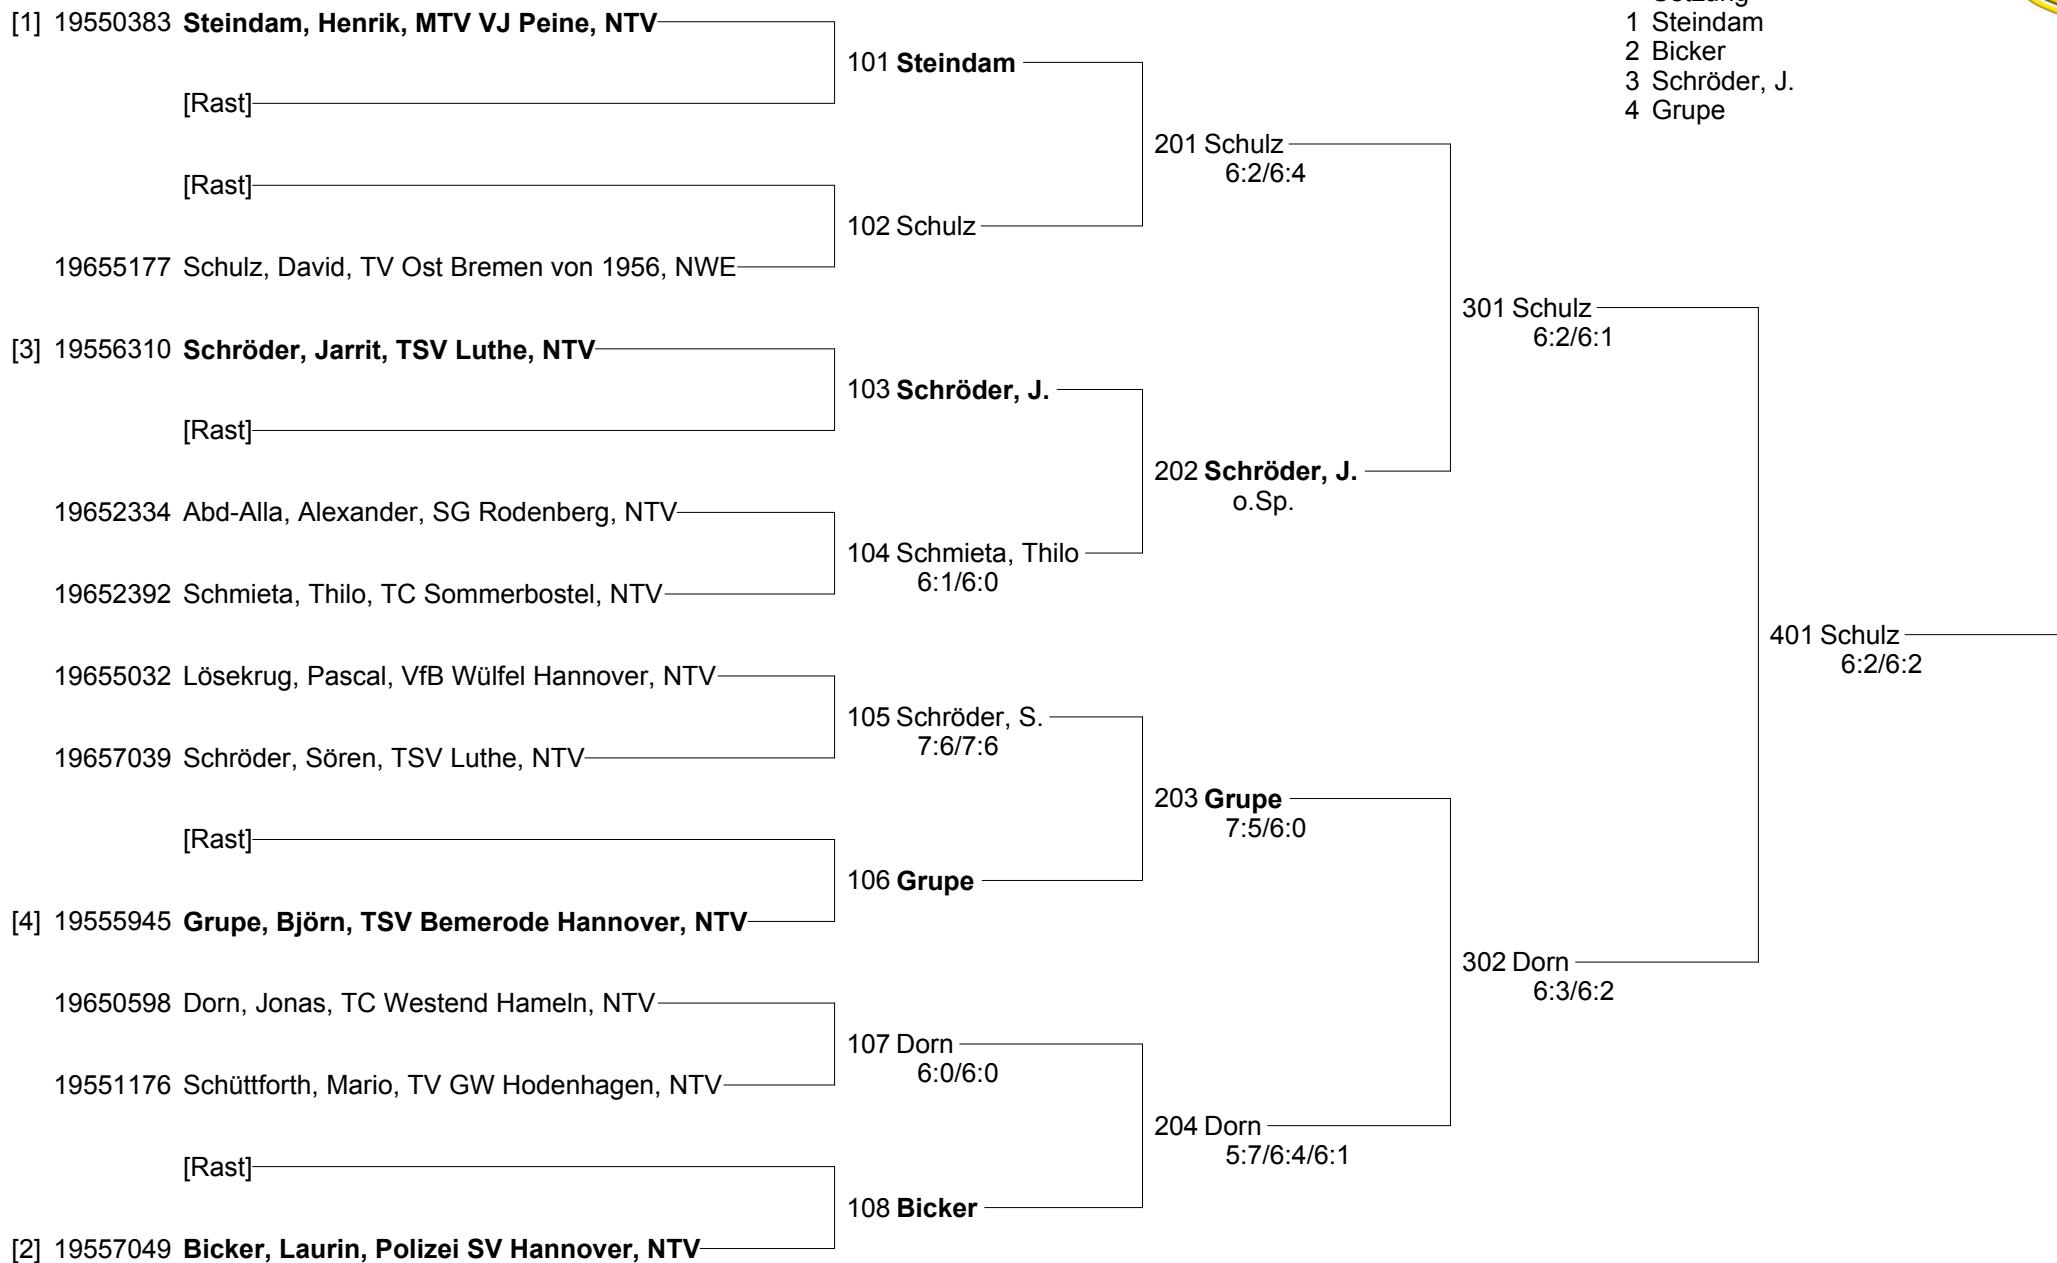 Setzung
1 Steindam
2 Bicker
3 Schröder, J.
4 Grupe
[1] 19550383 Steindam, Henrik, MTV VJ Peine, NTV
101 Steindam
[Rast]
201 Schulz
6:2/6:4
[Rast]
102 Schulz
19655177 Schulz, David, TV Ost Bremen von 1956, NWE
301 Schulz
6:2/6:1
[3] 19556310 Schröder, Jarrit, TSV Luthe, NTV
103 Schröder, J.
[Rast]
202 Schröder, J.
o.Sp.
19652334 Abd-Alla, Alexander, SG Rodenberg, NTV
104 Schmieta, Thilo
6:1/6:0
19652392 Schmieta, Thilo, TC Sommerbostel, NTV
401 Schulz
6:2/6:2
19655032 Lösekrug, Pascal, VfB Wülfel Hannover, NTV
105 Schröder, S.
7:6/7:6
19657039 Schröder, Sören, TSV Luthe, NTV
203 Grupe
7:5/6:0
[Rast]
106 Grupe
[4] 19555945 Grupe, Björn, TSV Bemerode Hannover, NTV
302 Dorn
6:3/6:2
19650598 Dorn, Jonas, TC Westend Hameln, NTV
107 Dorn
6:0/6:0
19551176 Schüttforth, Mario, TV GW Hodenhagen, NTV
204 Dorn
5:7/6:4/6:1
[Rast]
108 Bicker
[2] 19557049 Bicker, Laurin, Polizei SV Hannover, NTV